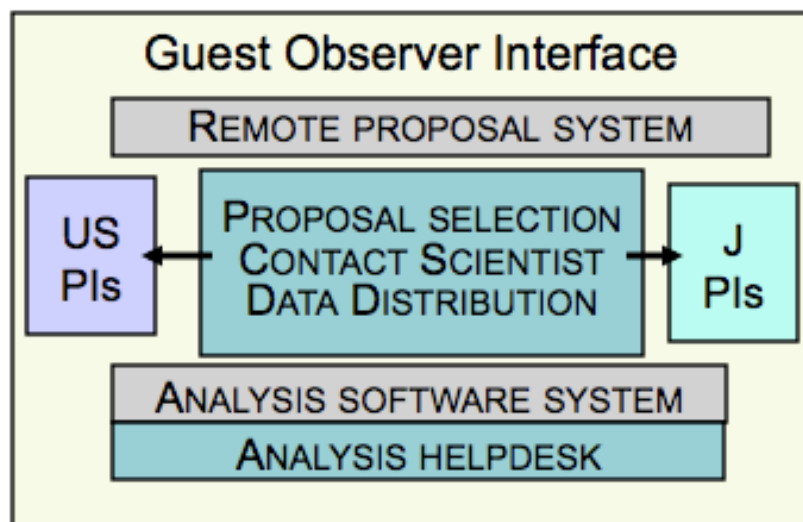 Guest Observer Interface
REMOTE PROPOSAL SYSTEM
US
PIs
PROPOSAL SELECTION
CONTACT SCIENTIST
DATA DISTRIBUTION
J
PIs
ANALYSIS SOFTWARE SYSTEM
ANALYSIS HELPDESK